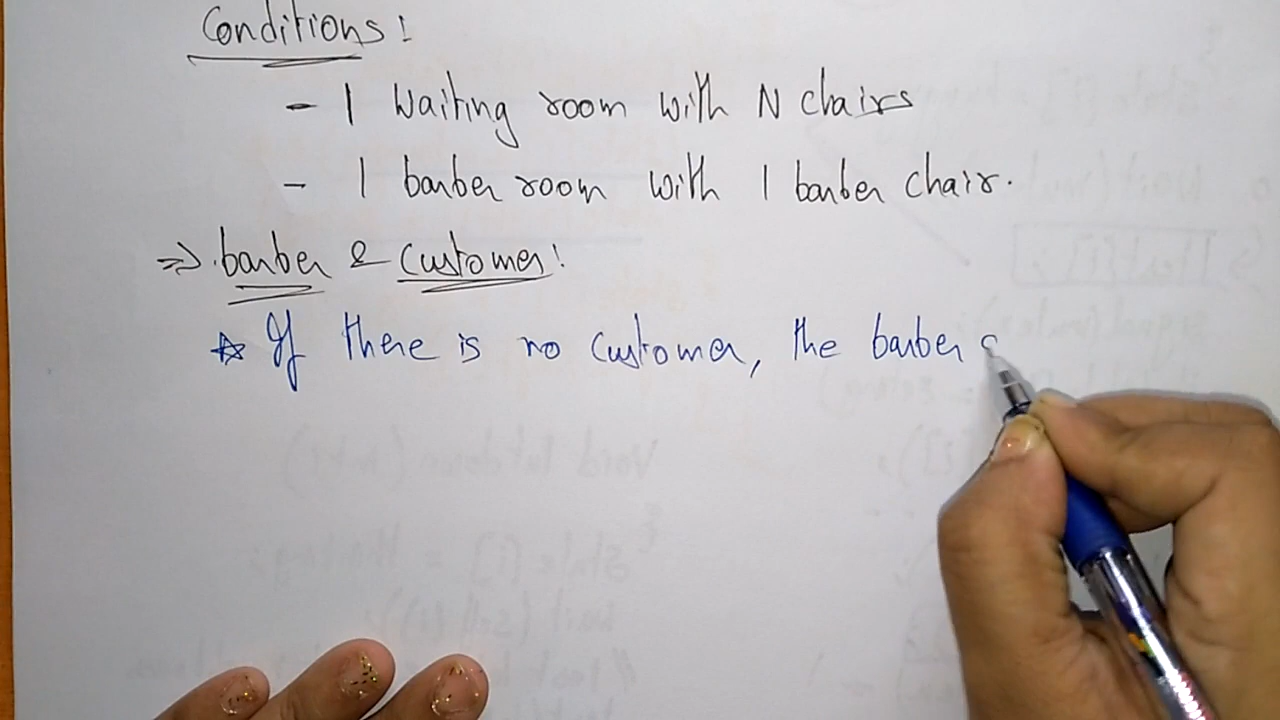 Conditions:
- 1 Waiting room with N chairs
- 1 barber room with 1 barber chair.
=> barber & Customer:
☆ If there is no customer, the barber s